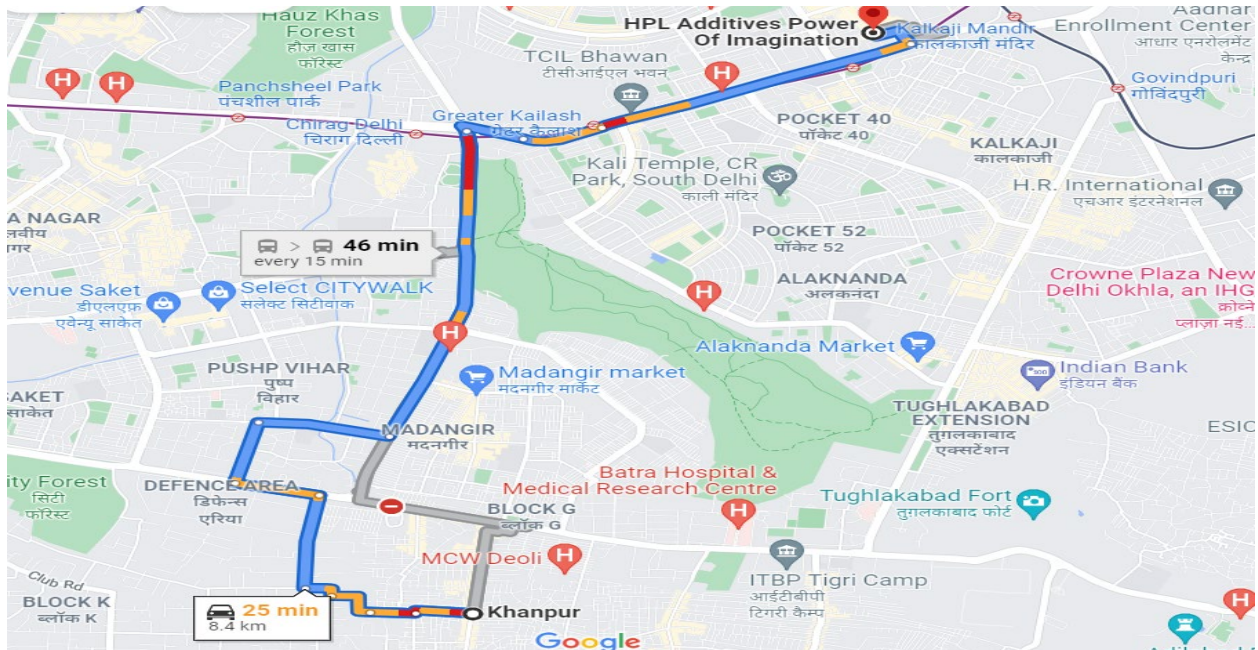 Hauz Khas
Forest
हौज़ खास
फॉरेस्ट
HPL Additives Power
Of Imagination
Kalkaji Mandir
कालकाजी मंदिर
Aadhar
Enrollment Center
आधार एनरोलमेंट
केन्द्र
TCIL Bhawan
टीसीआईएल भवन
Panchsheel Park
पंचशील पार्क
Govindpuri
गोविंदपुरी
Greater Kailash
ग्रेटर कैलाश
Chirag Delhi
चिराग दिल्ली
POCKET 40
पॉकेट 40
KALKAJI
कालकाजी
Kali Temple, CR
Park, South Delhi
काली मंदिर
H.R. International
एचआर इंटरनेशनल
A NAGAR
लवीय
नगर
46 min
every 15 min
POCKET 52
पॉकेट 52
ALAKNANDA
अलकनंदा
Crowne Plaza New
Delhi Okhla, an IHG
क्रोव्ने
प्लाज़ा नई...
venue Saket
डीएलएफ़
एवेन्यू साकेत
Select CITYWALK
सेलेक्ट सिटीवाक
Alaknanda Market
Indian Bank
इंडियन बैंक
PUSHP VIHAR
पुष्प
विहार
Madangir market
मदनगीर मार्केट
SAKET
साकेत
TUGHLAKABAD
EXTENSION
तुग़लकाबाद
एक्सटेंशन
ESIC
MADANGIR
मदनगीर
Batra Hospital &
Medical Research Centre
ity Forest
सिटी
फॉरेस्ट
DEFENCE AREA
डिफेन्स
एरिया
Tughlakabad Fort
तुग़लकाबाद फोर्ट
BLOCK G
ब्लॉक G
MCW Deoli
ITBP Tigri Camp
आईटीबीपी
टिगरी कैम्प
Club Rd
BLOCK K
ब्लॉक K
25 min
8.4 km
Khanpur
Google